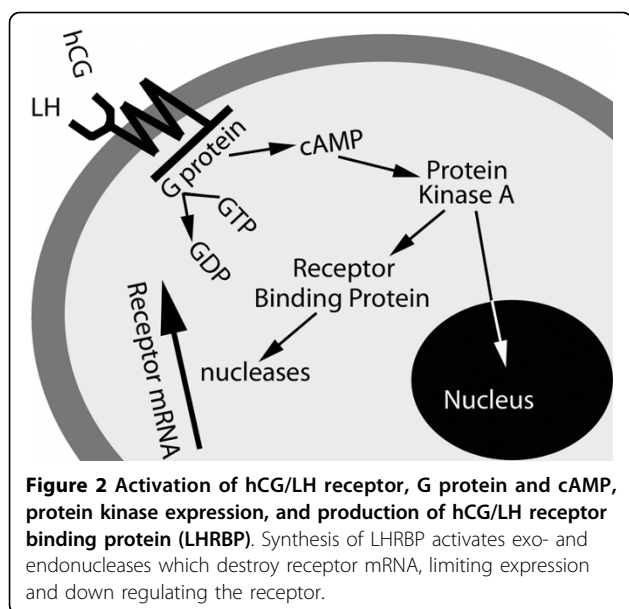 hCG
LH
G protein
cAMP
Protein
Kinase A
GTP
GDP
Receptor
Binding Protein
Receptor mRNA
nucleases
Nucleus
Figure 2 Activation of hCG/LH receptor, G protein and cAMP,
protein kinase expression, and production of hCG/LH receptor
binding protein (LHRBP). Synthesis of LHRBP activates exo- and
endonucleases which destroy receptor mRNA, limiting expression
and down regulating the receptor.